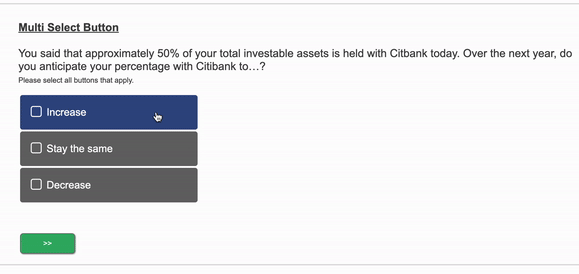 Multi Select Button
You said that approximately 50% of your total investable assets is held with Citbank today. Over the next year, do
you anticipate your percentage with Citibank to...?
Please select all buttons that apply.
Increase
Stay the same
Decrease
>>